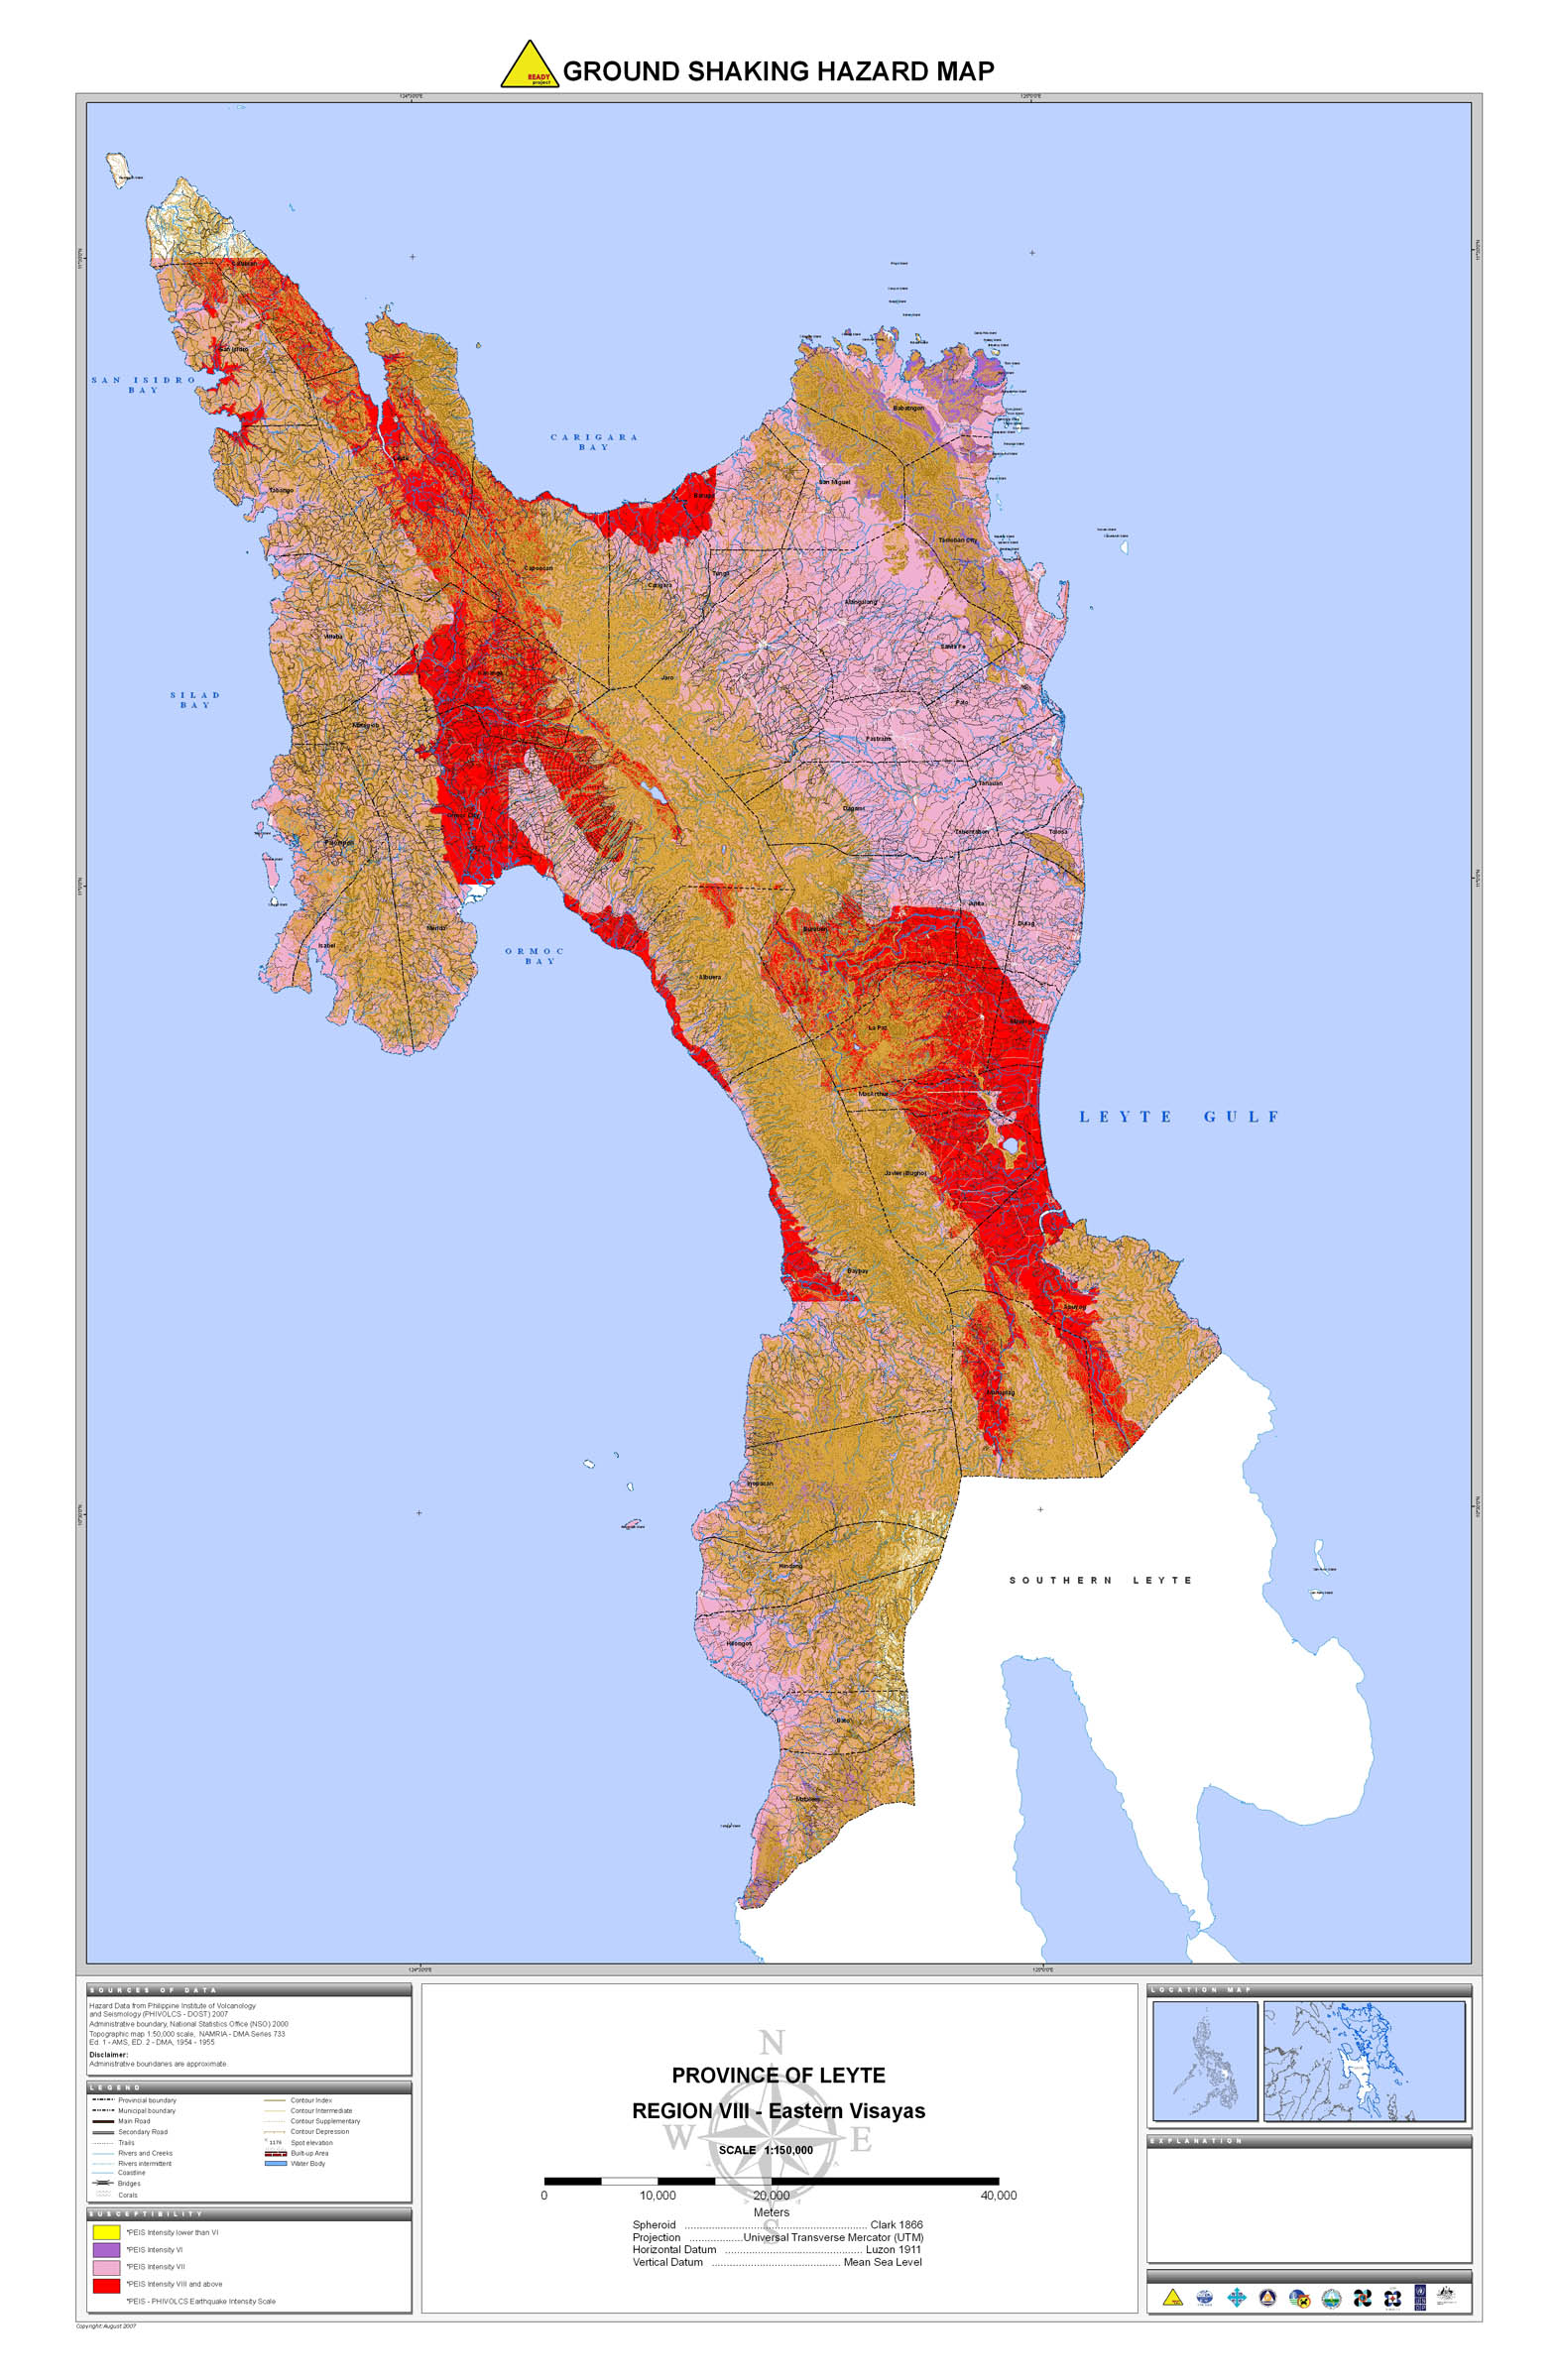 READY
project
GROUND SHAKING HAZARD MAP
SAN ISIDRO
BAY
CARIGARA
BAY
SILAD
BAY
ORMOC
BAY
LEYTE GULF
SOUTHERN LEYTE
San Isidro
Leyte
Tabango
Capoocan
Barugo
Carigara
Tunga
San Miguel
Babatngon
Tacloban City
Alangalang
Santa Fe
Palo
Pastrana
Jaro
Villaba
Kananga
Matag-ob
Ormoc City
Palompon
Merida
Isabel
Dagami
Tanauan
Tabontabon
Tolosa
Julita
Dulag
Burauen
Albuera
La Paz
Mayorga
MacArthur
Javier (Bugho)
Baybay
Abuyog
Mahaplag
Inopacan
Hindang
Hilongos
Bato
Matalom
SOURCES OF DATA
Hazard Data from Philippine Institute of Volcanology
and Seismology (PHIVOLCS - DOST) 2007
Administrative boundary, National Statistics Office (NSO) 2000
Topographic map 1:50,000 scale, NAMRIA - DMA Series 733
Ed. 1 - AMS, ED. 2 - DMA, 1954 - 1955
Disclaimer:
Administrative boundaries are approximate.
LEGEND
Provincial boundary
Municipal boundary
Main Road
Secondary Road
Trails
Rivers and Creeks
Rivers intermittent
Coastline
Bridges
Corals
Contour Index
Contour Intermediate
Contour Supplementary
Contour Depression
1176 Spot elevation
Built-up Area
Water Body
SUSCEPTIBILITY
*PEIS Intensity lower than VI
*PEIS Intensity VI
*PEIS Intensity VII
*PEIS Intensity VIII and above
*PEIS - PHIVOLCS Earthquake Intensity Scale
N
W
E
S
PROVINCE OF LEYTE
REGION VIII - Eastern Visayas
SCALE 1:150,000
0 10,000 20,000 40,000
Meters
Spheroid ........ Clark 1866
Projection ........ Universal Transverse Mercator (UTM)
Horizontal Datum ........ Luzon 1911
Vertical Datum ........ Mean Sea Level
LOCATION MAP
EXPLANATION
Copyright: August 2007